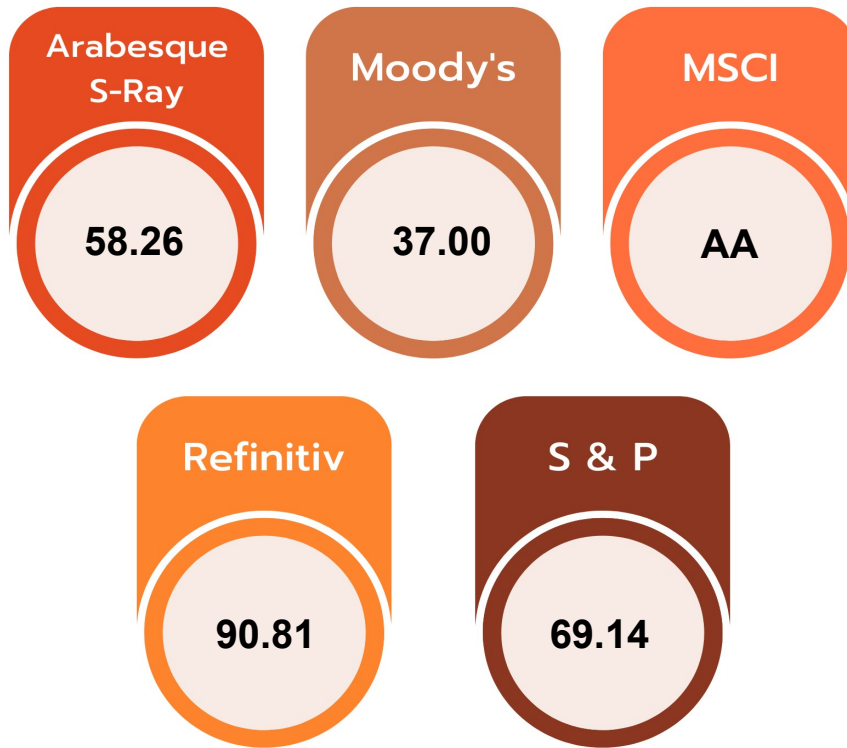 Arabesque
S-Ray
58.26
Moody's
37.00
MSCI
AA
Refinitiv
90.81
S & P
69.14